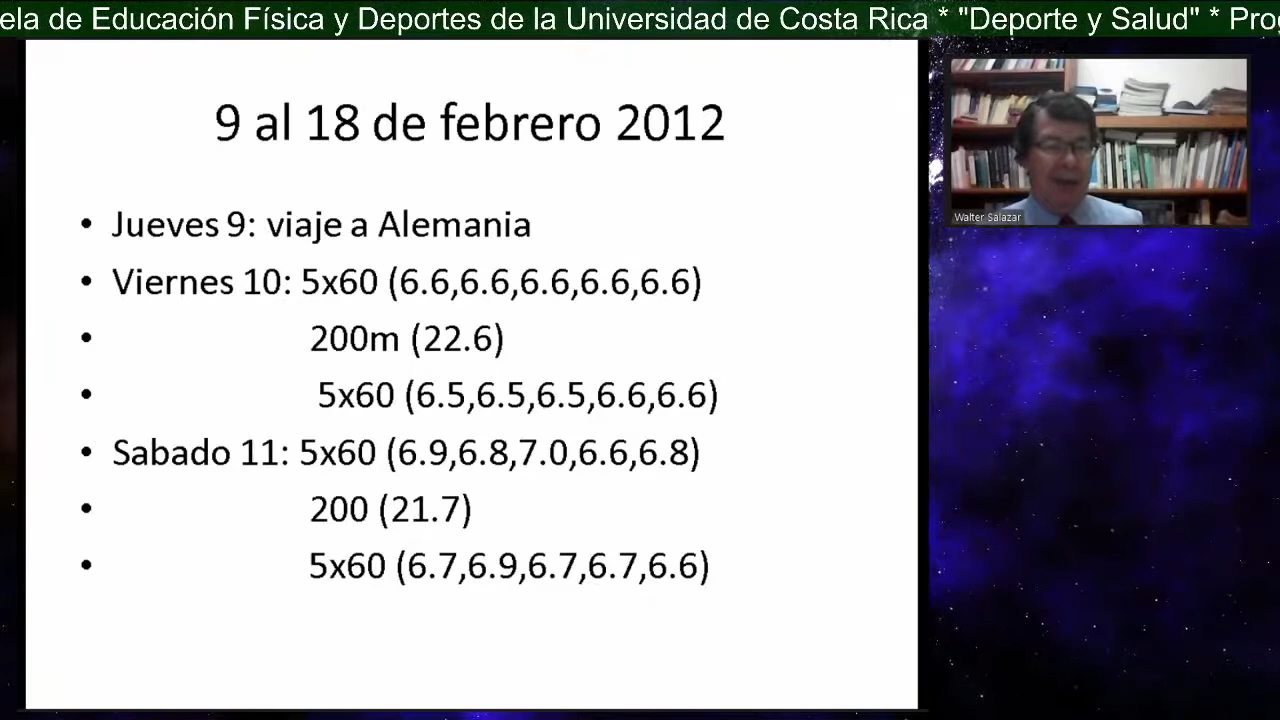 ela de Educación Física y Deportes de la Universidad de Costa Rica * "Deporte y Salud" * Pro
9 al 18 de febrero 2012
• Jueves 9: viaje a Alemania
• Viernes 10: 5x60 (6.6,6.6,6.6,6.6,6.6)
• 200m (22.6)
• 5x60 (6.5,6.5,6.5,6.6,6.6)
• Sabado 11: 5x60 (6.9,6.8,7.0,6.6,6.8)
• 200 (21.7)
• 5x60 (6.7,6.9,6.7,6.7,6.6)
Walter Salazar